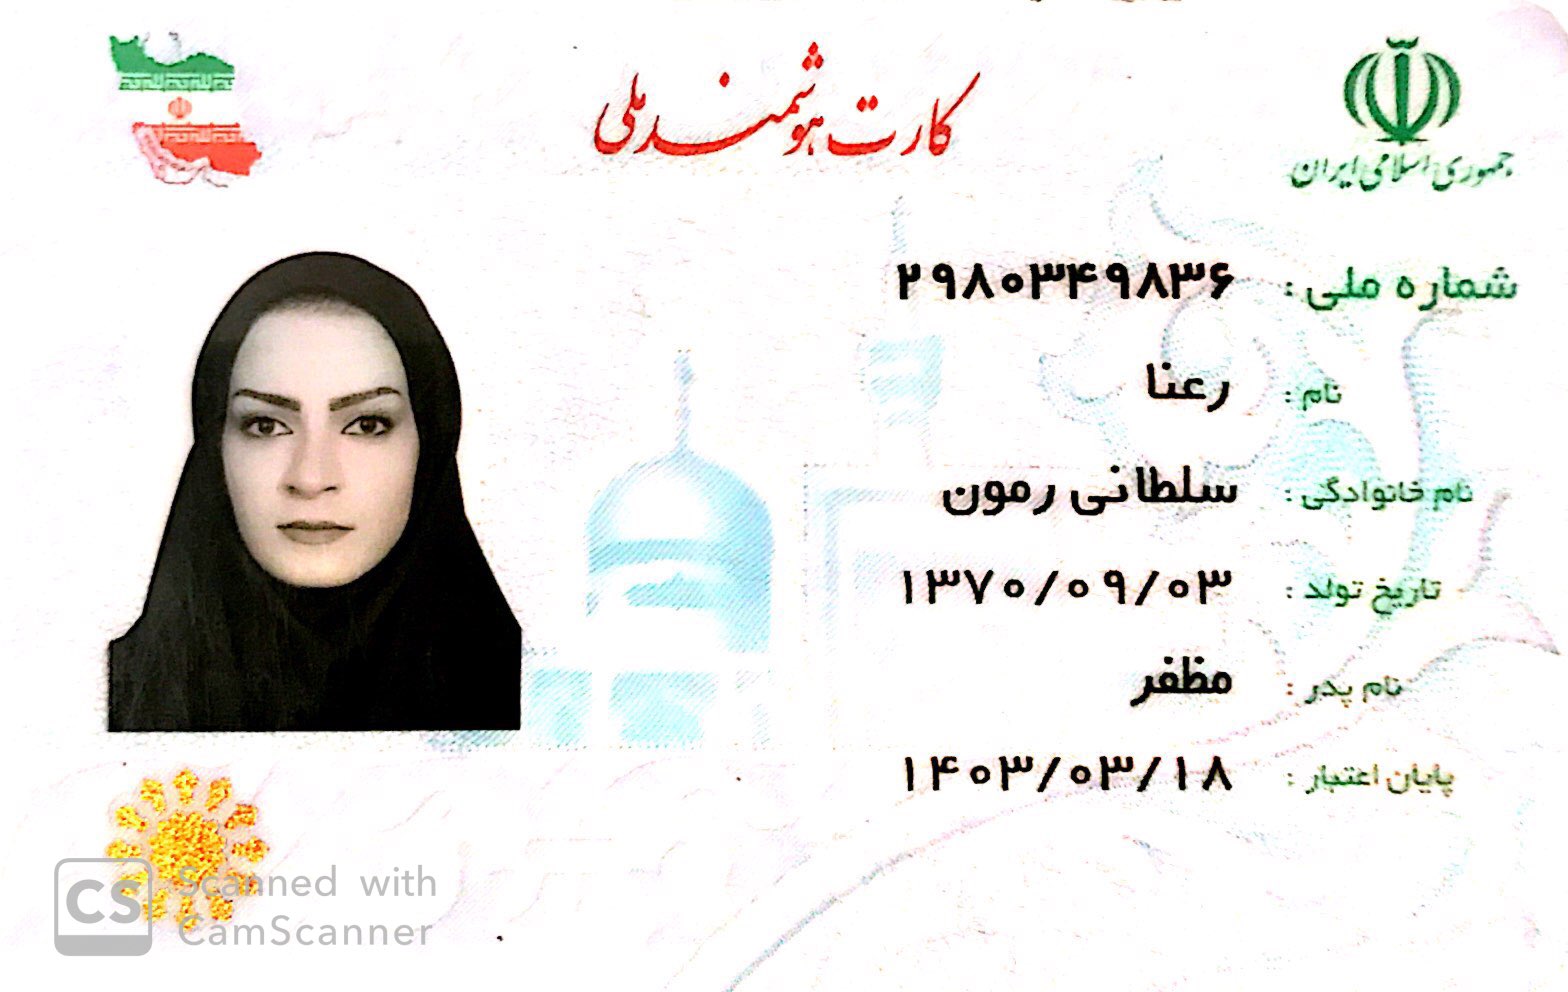 جمهوری اسلامی ایران
کارت هوشمند ملی
شماره ملی : ۲۹۸۰۳۴۹۸۳۶
نام : رعنا
نام خانوادگی : سلطانی رمون
تاریخ تولد : ۱۳۷۰/۰۹/۰۳
نام پدر : مظفر
پایان اعتبار : ۱۴۰۳/۰۳/۱۸
CS Scanned with
CamScanner